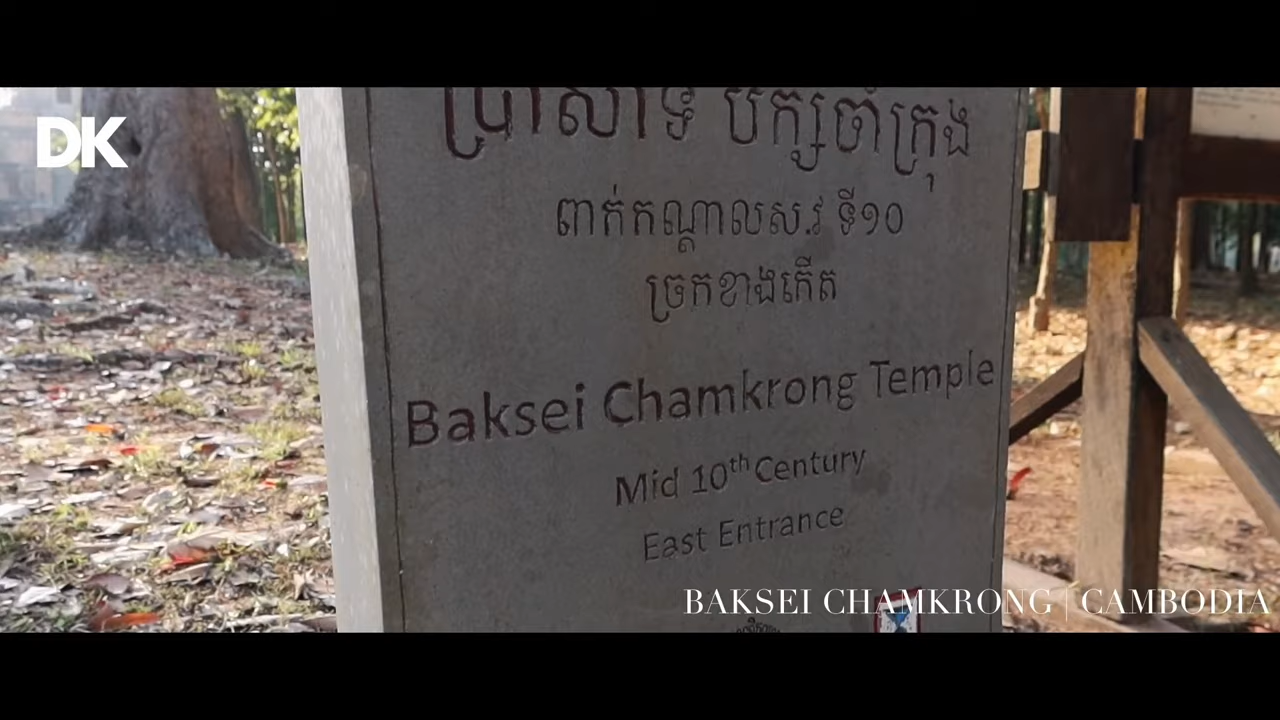 DK
ប្រាសាទ បក្សចាំក្រុង
ពាក់កណ្តាលស.វ ទី១០
ច្រកខាងកើត
Baksei Chamkrong Temple
Mid 10th Century
East Entrance
BAKSEI CHAMKRONG | CAMBODIA